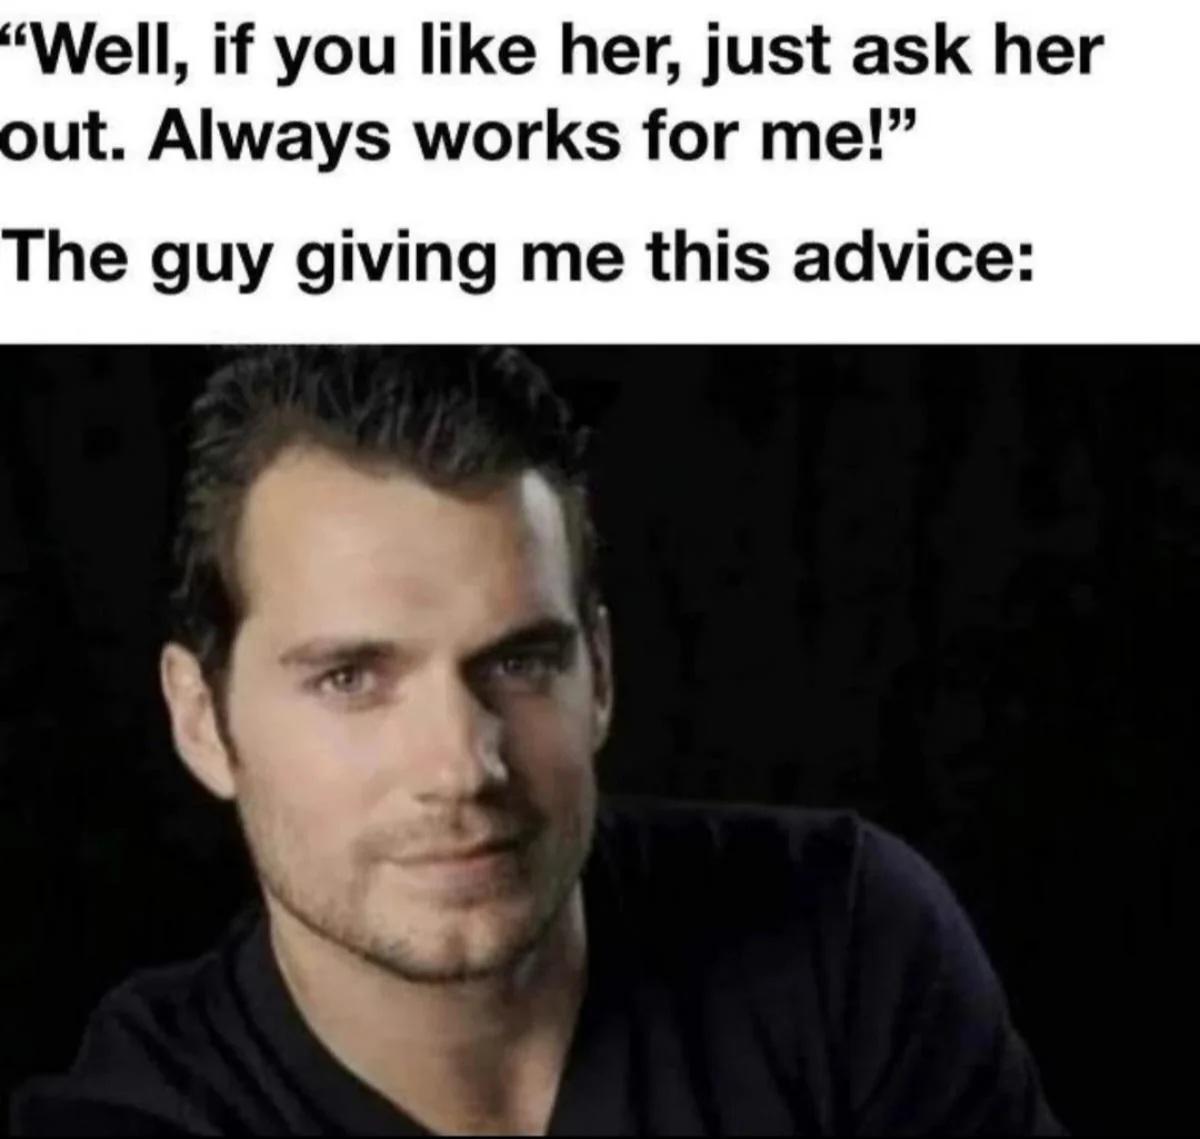 “Well, if you like her, just ask her
out. Always works for me!”
The guy giving me this advice: